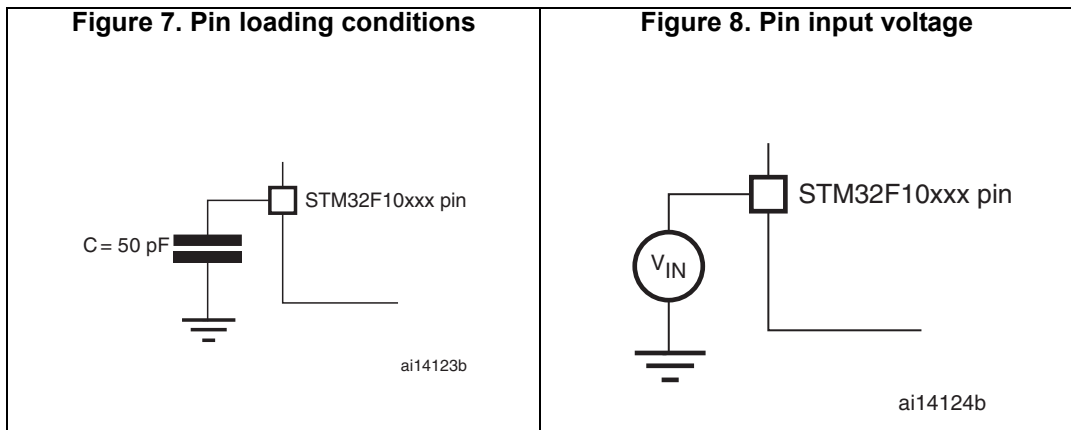 Figure 7. Pin loading conditions
STM32F10xxx pin
C = 50 pF
ai14123b
Figure 8. Pin input voltage
STM32F10xxx pin
VIN
ai14124b